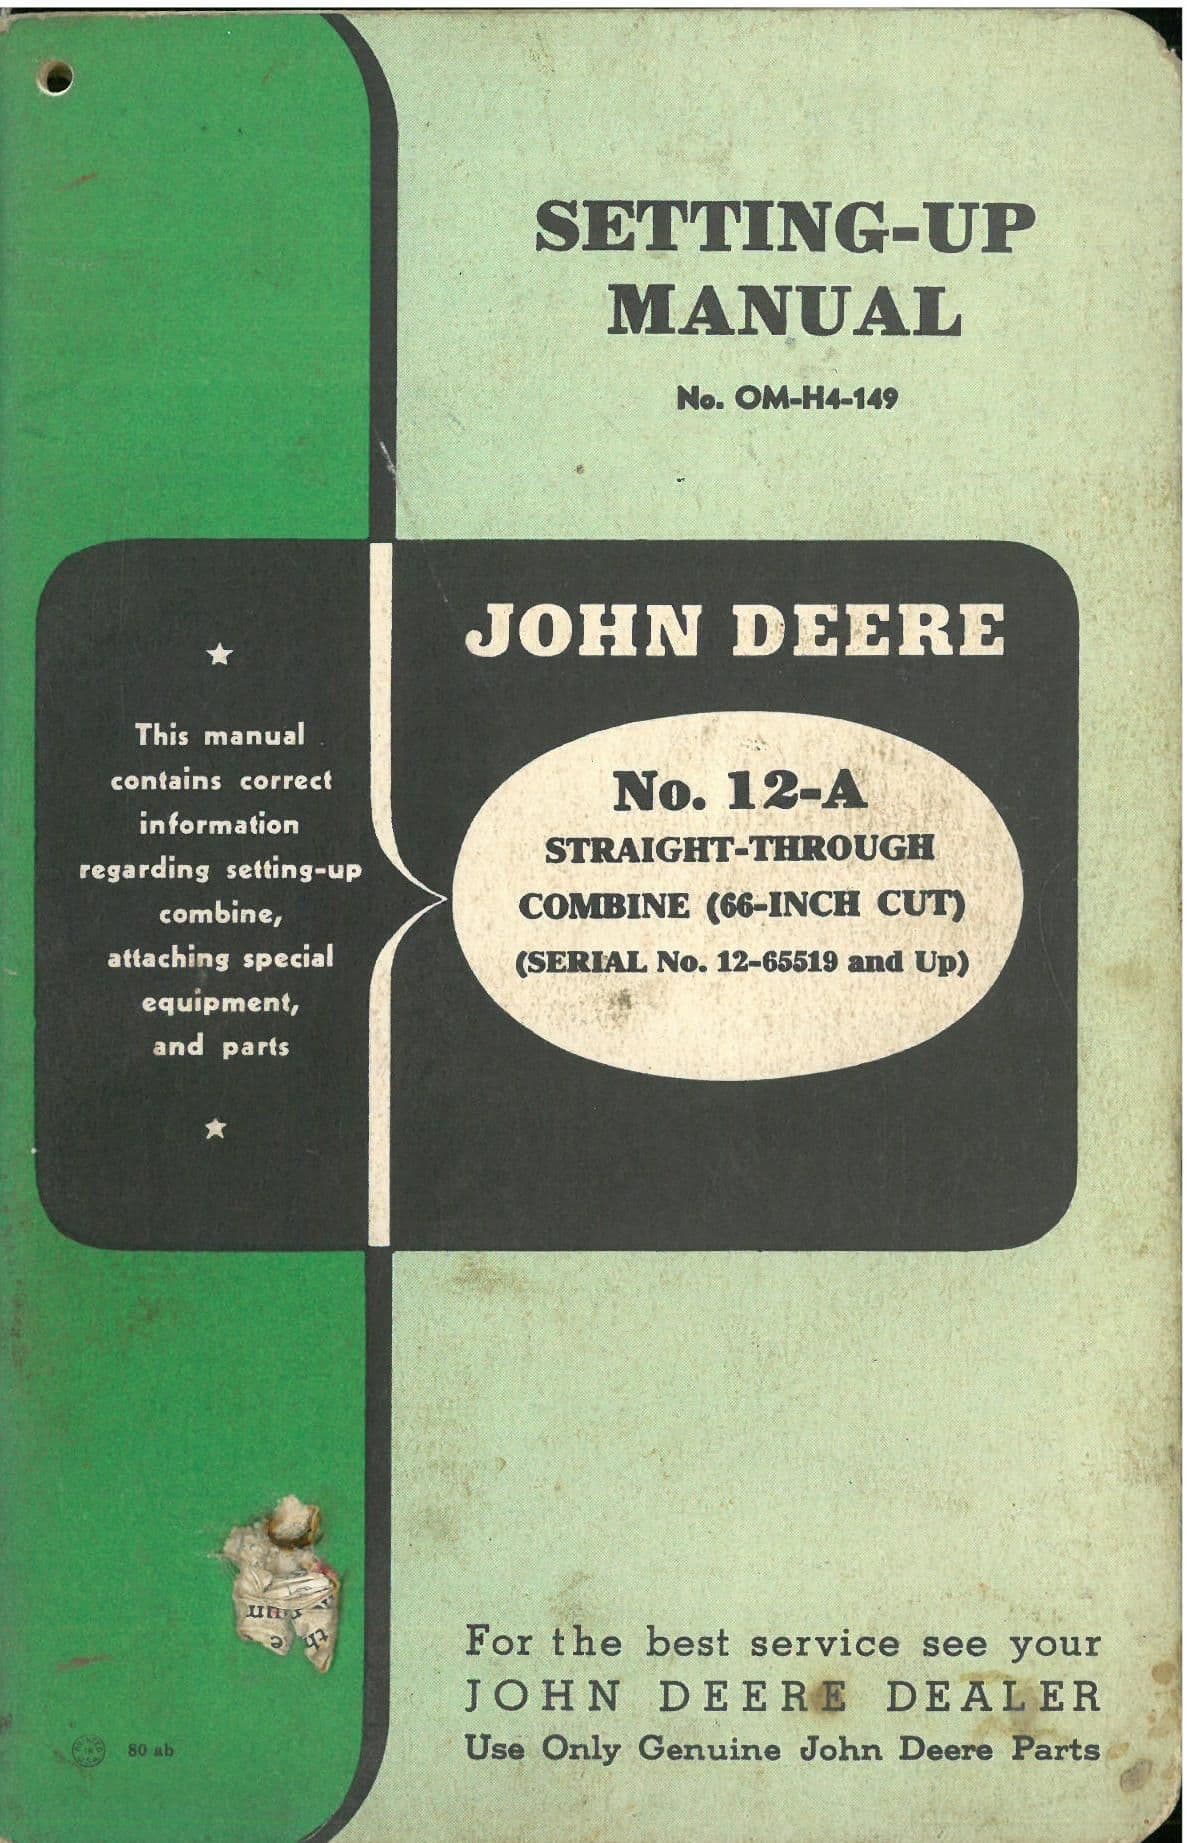 SETTING-UP
MANUAL
No. OM-H4-149
JOHN DEERE
No. 12-A
STRAIGHT-THROUGH
COMBINE (66-INCH CUT)
(SERIAL No. 12-65519 and Up)
This manual
contains correct
information
regarding setting-up
combine,
attaching special
equipment,
and parts
For the best service see your
JOHN DEERE DEALER
Use Only Genuine John Deere Parts
80 ab